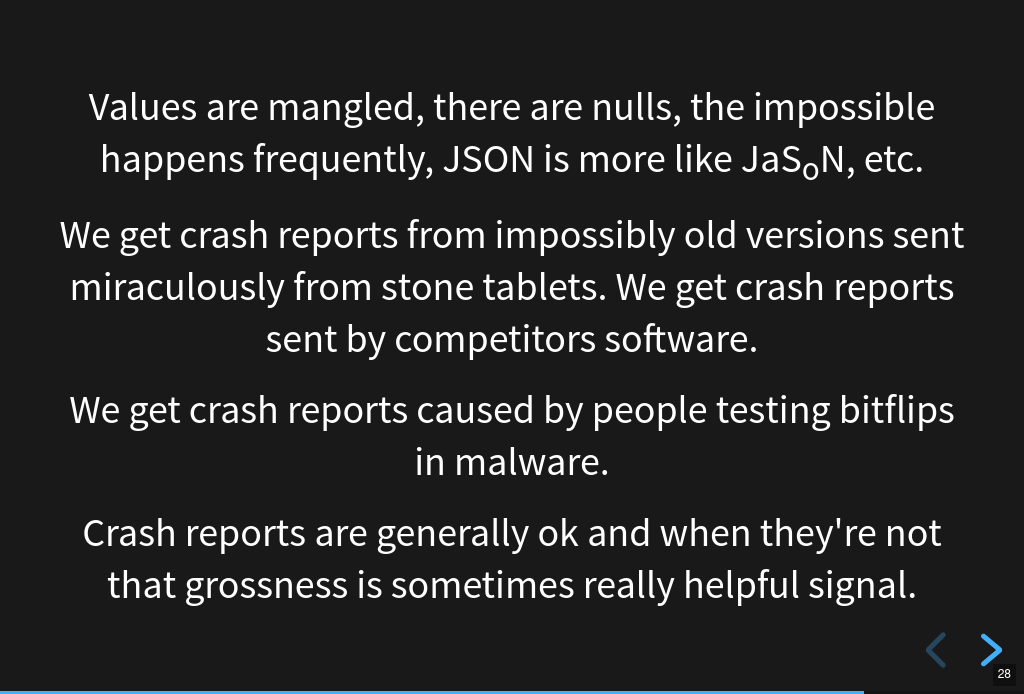 Values are mangled, there are nulls, the impossible
happens frequently, JSON is more like JaSoN, etc.
We get crash reports from impossibly old versions sent
miraculously from stone tablets. We get crash reports
sent by competitors software.
We get crash reports caused by people testing bitflips
in malware.
Crash reports are generally ok and when they're not
that grossness is sometimes really helpful signal.
28